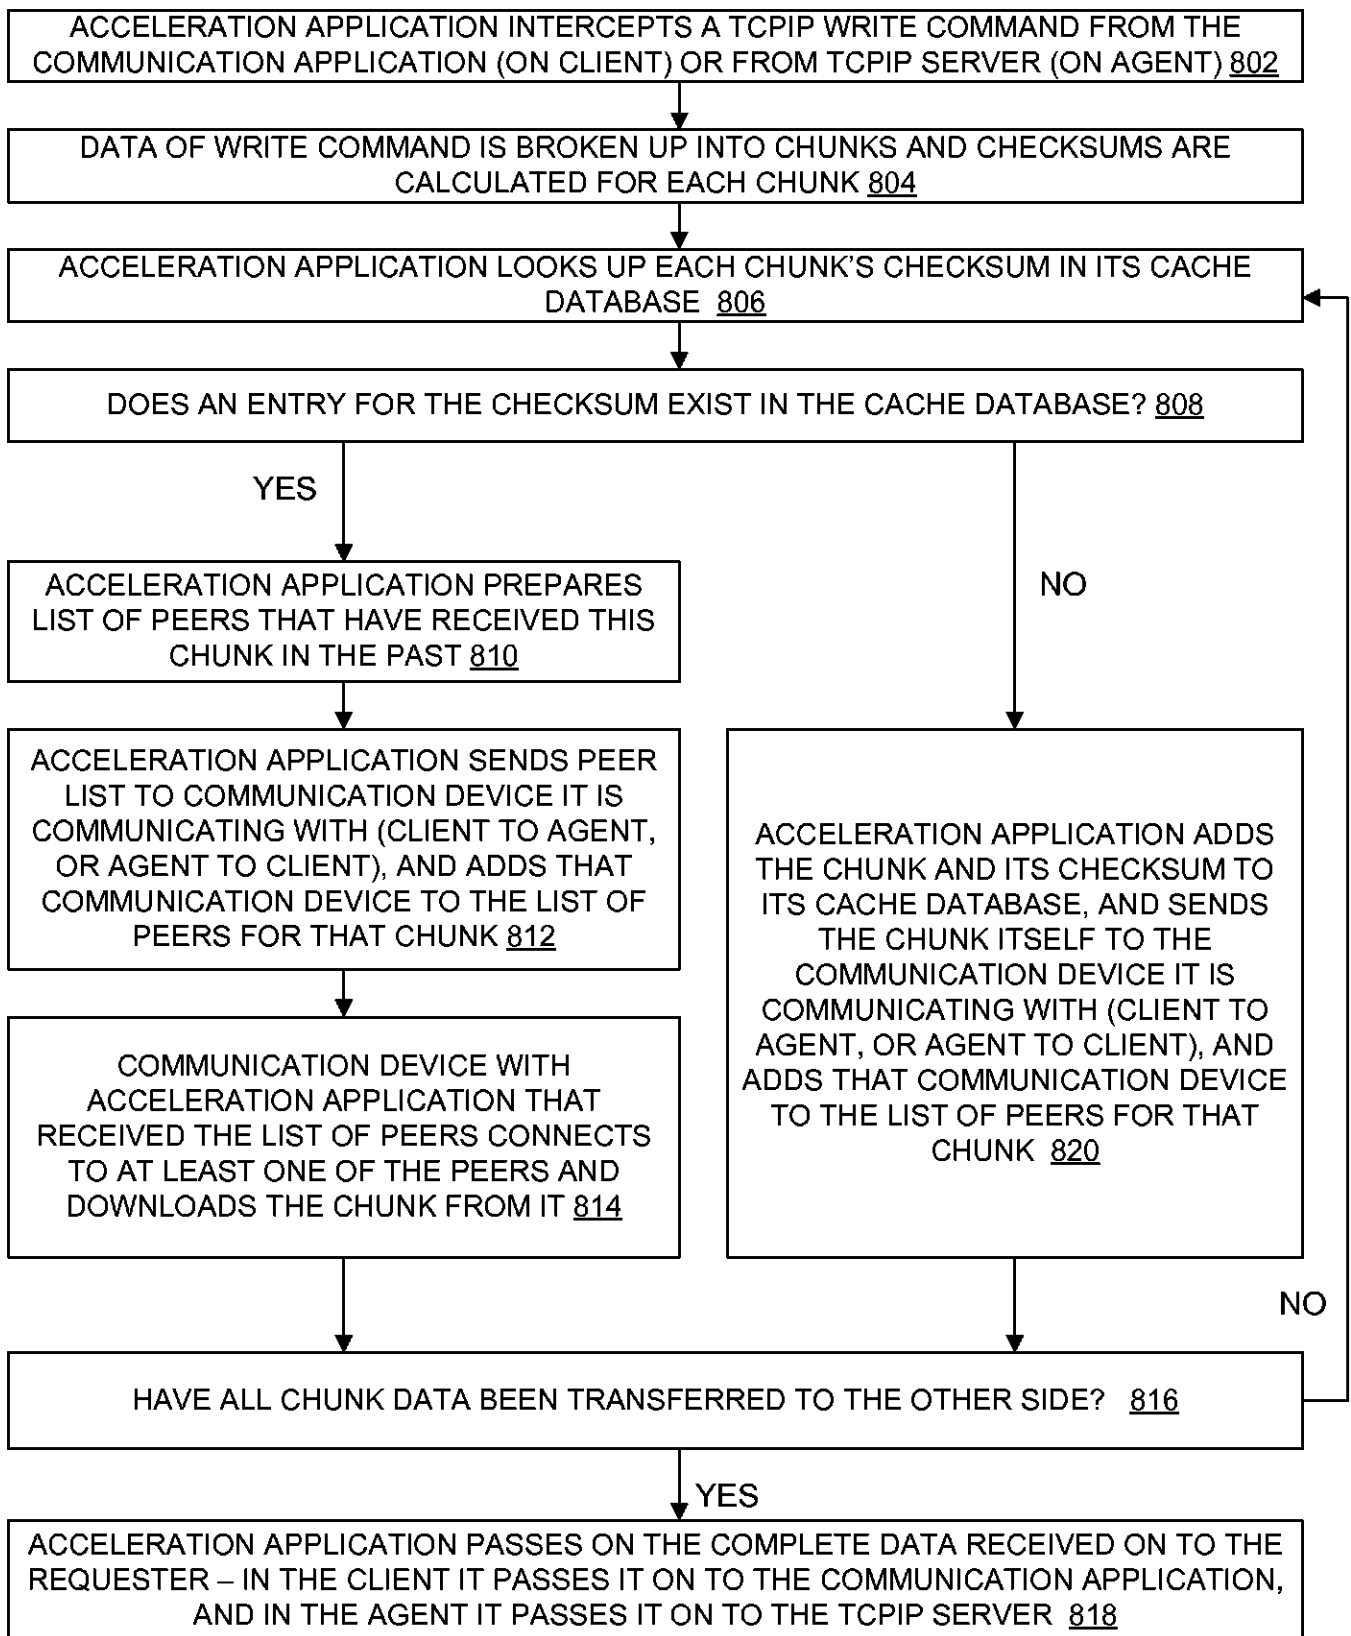 ACCELERATION APPLICATION INTERCEPTS A TCPIP WRITE COMMAND FROM THE
COMMUNICATION APPLICATION (ON CLIENT) OR FROM TCPIP SERVER (ON AGENT) 802
DATA OF WRITE COMMAND IS BROKEN UP INTO CHUNKS AND CHECKSUMS ARE
CALCULATED FOR EACH CHUNK 804
ACCELERATION APPLICATION LOOKS UP EACH CHUNK'S CHECKSUM IN ITS CACHE
DATABASE 806
DOES AN ENTRY FOR THE CHECKSUM EXIST IN THE CACHE DATABASE? 808
YES
ACCELERATION APPLICATION PREPARES
LIST OF PEERS THAT HAVE RECEIVED THIS
CHUNK IN THE PAST 810
NO
ACCELERATION APPLICATION SENDS PEER
LIST TO COMMUNICATION DEVICE IT IS
COMMUNICATING WITH (CLIENT TO AGENT,
OR AGENT TO CLIENT), AND ADDS THAT
COMMUNICATION DEVICE TO THE LIST OF
PEERS FOR THAT CHUNK 812
COMMUNICATION DEVICE WITH
ACCELERATION APPLICATION THAT
RECEIVED THE LIST OF PEERS CONNECTS
TO AT LEAST ONE OF THE PEERS AND
DOWNLOADS THE CHUNK FROM IT 814
ACCELERATION APPLICATION ADDS
THE CHUNK AND ITS CHECKSUM TO
ITS CACHE DATABASE, AND SENDS
THE CHUNK ITSELF TO THE
COMMUNICATION DEVICE IT IS
COMMUNICATING WITH (CLIENT TO
AGENT, OR AGENT TO CLIENT), AND
ADDS THAT COMMUNICATION DEVICE
TO THE LIST OF PEERS FOR THAT
CHUNK 820
NO
HAVE ALL CHUNK DATA BEEN TRANSFERRED TO THE OTHER SIDE? 816
YES
ACCELERATION APPLICATION PASSES ON THE COMPLETE DATA RECEIVED ON TO THE
REQUESTER – IN THE CLIENT IT PASSES IT ON TO THE COMMUNICATION APPLICATION,
AND IN THE AGENT IT PASSES IT ON TO THE TCPIP SERVER 818